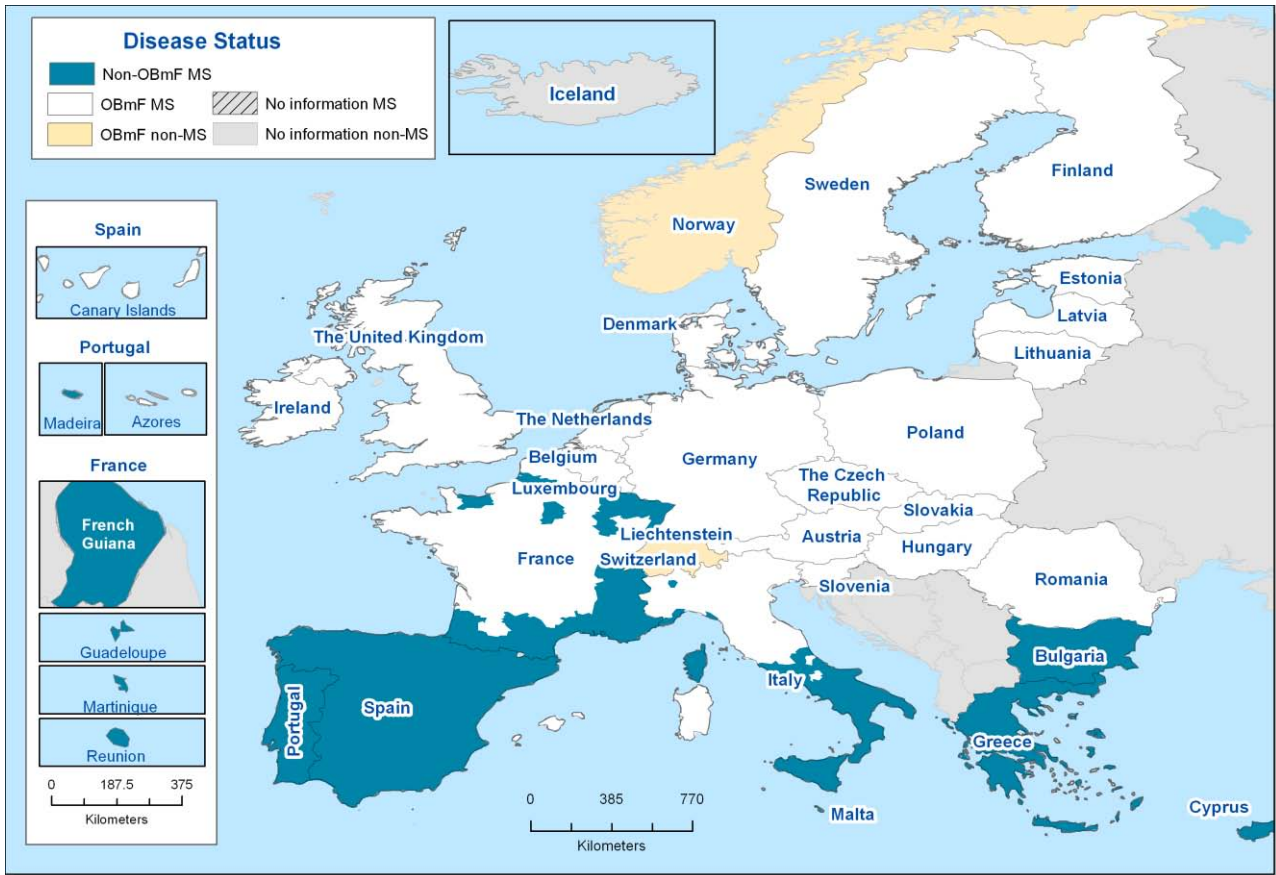 Disease Status
Non-OBmF MS
OBmF MS
No information MS
OBmF non-MS
No information non-MS
Iceland
Spain
Canary Islands
Portugal
Madeira
Azores
France
French
Guiana
Guadeloupe
Martinique
Reunion
0 187.5 375
Kilometers
Sweden
Finland
Norway
Estonia
Latvia
Lithuania
Denmark
The United Kingdom
Ireland
The Netherlands
Belgium
Luxembourg
Germany
Poland
The Czech
Republic
Slovakia
Liechtenstein
Austria
Hungary
France
Switzerland
Slovenia
Romania
Bulgaria
Italy
Spain
Portugal
Greece
Malta
Cyprus
0 385 770
Kilometers